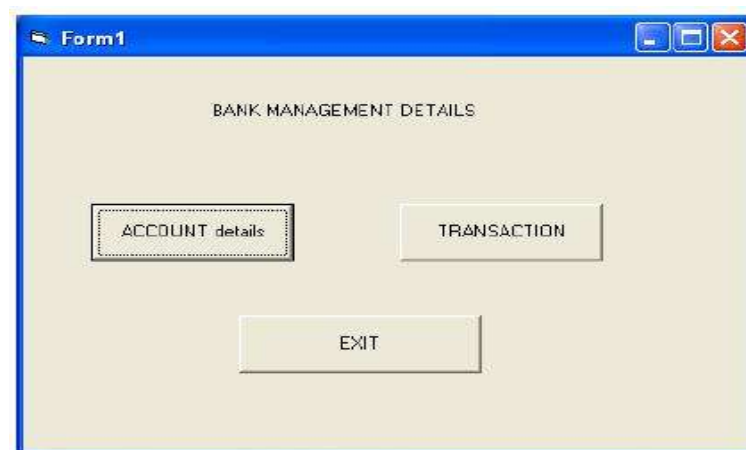 Form1
BANK MANAGEMENT DETAILS
ACCOUNT details
TRANSACTION
EXIT